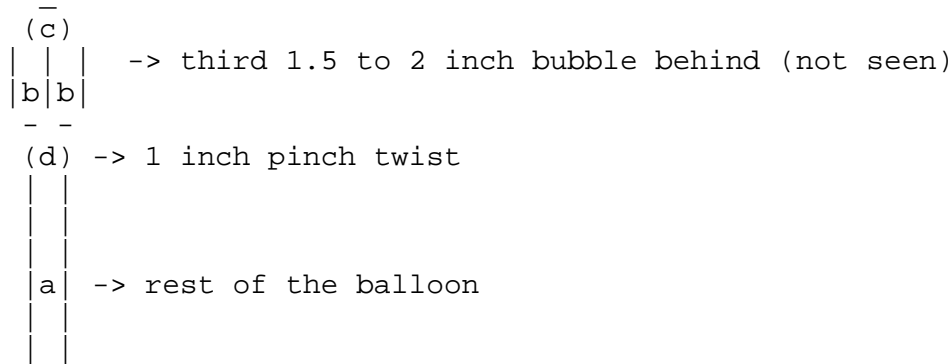 _
(c)
| | | -> third 1.5 to 2 inch bubble behind (not seen)
|b|b|
- -
(d) -> 1 inch pinch twist
| |
| |
| |
|a| -> rest of the balloon
| |
| |